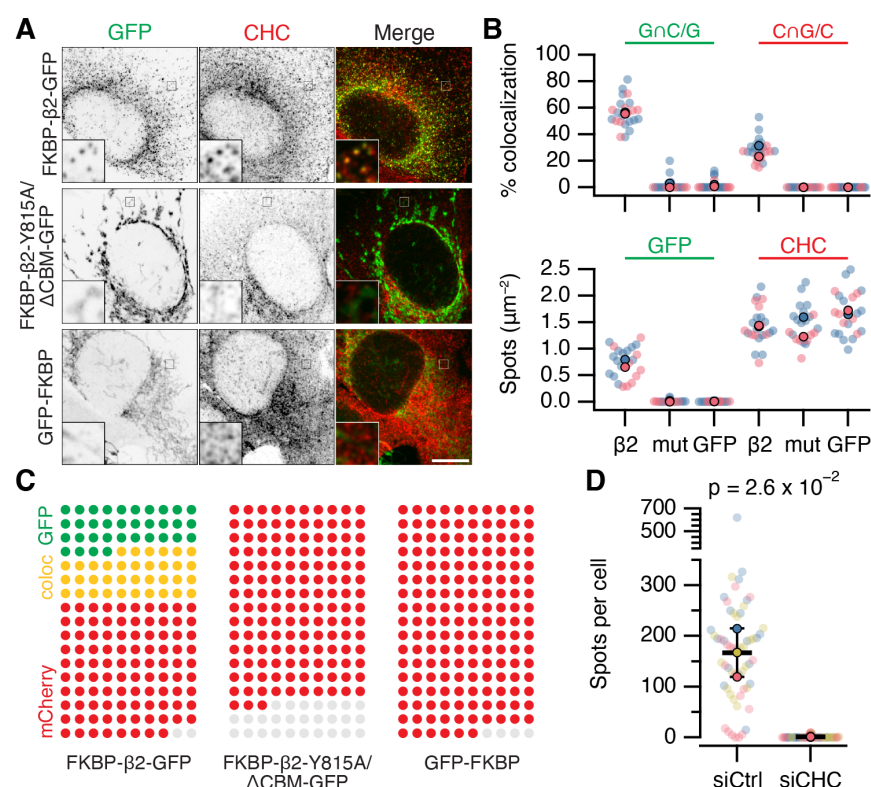 A
GFP
CHC
Merge
FKBP-β2-GFP
FKBP-β2-Y815A/
ΔCBM-GFP
GFP-FKBP
B
G∩C/G
C∩G/C
% colocalization
100
80
60
40
20
0
GFP
CHC
Spots (μm⁻²)
2.5
2.0
1.5
1.0
0.5
0.0
β2
mut
GFP
β2
mut
GFP
C
GFP
coloc
mCherry
FKBP-β2-GFP
FKBP-β2-Y815A/
ΔCBM-GFP
GFP-FKBP
D
p = 2.6 x 10⁻²
Spots per cell
700
500
300
200
100
0
siCtrl
siCHC